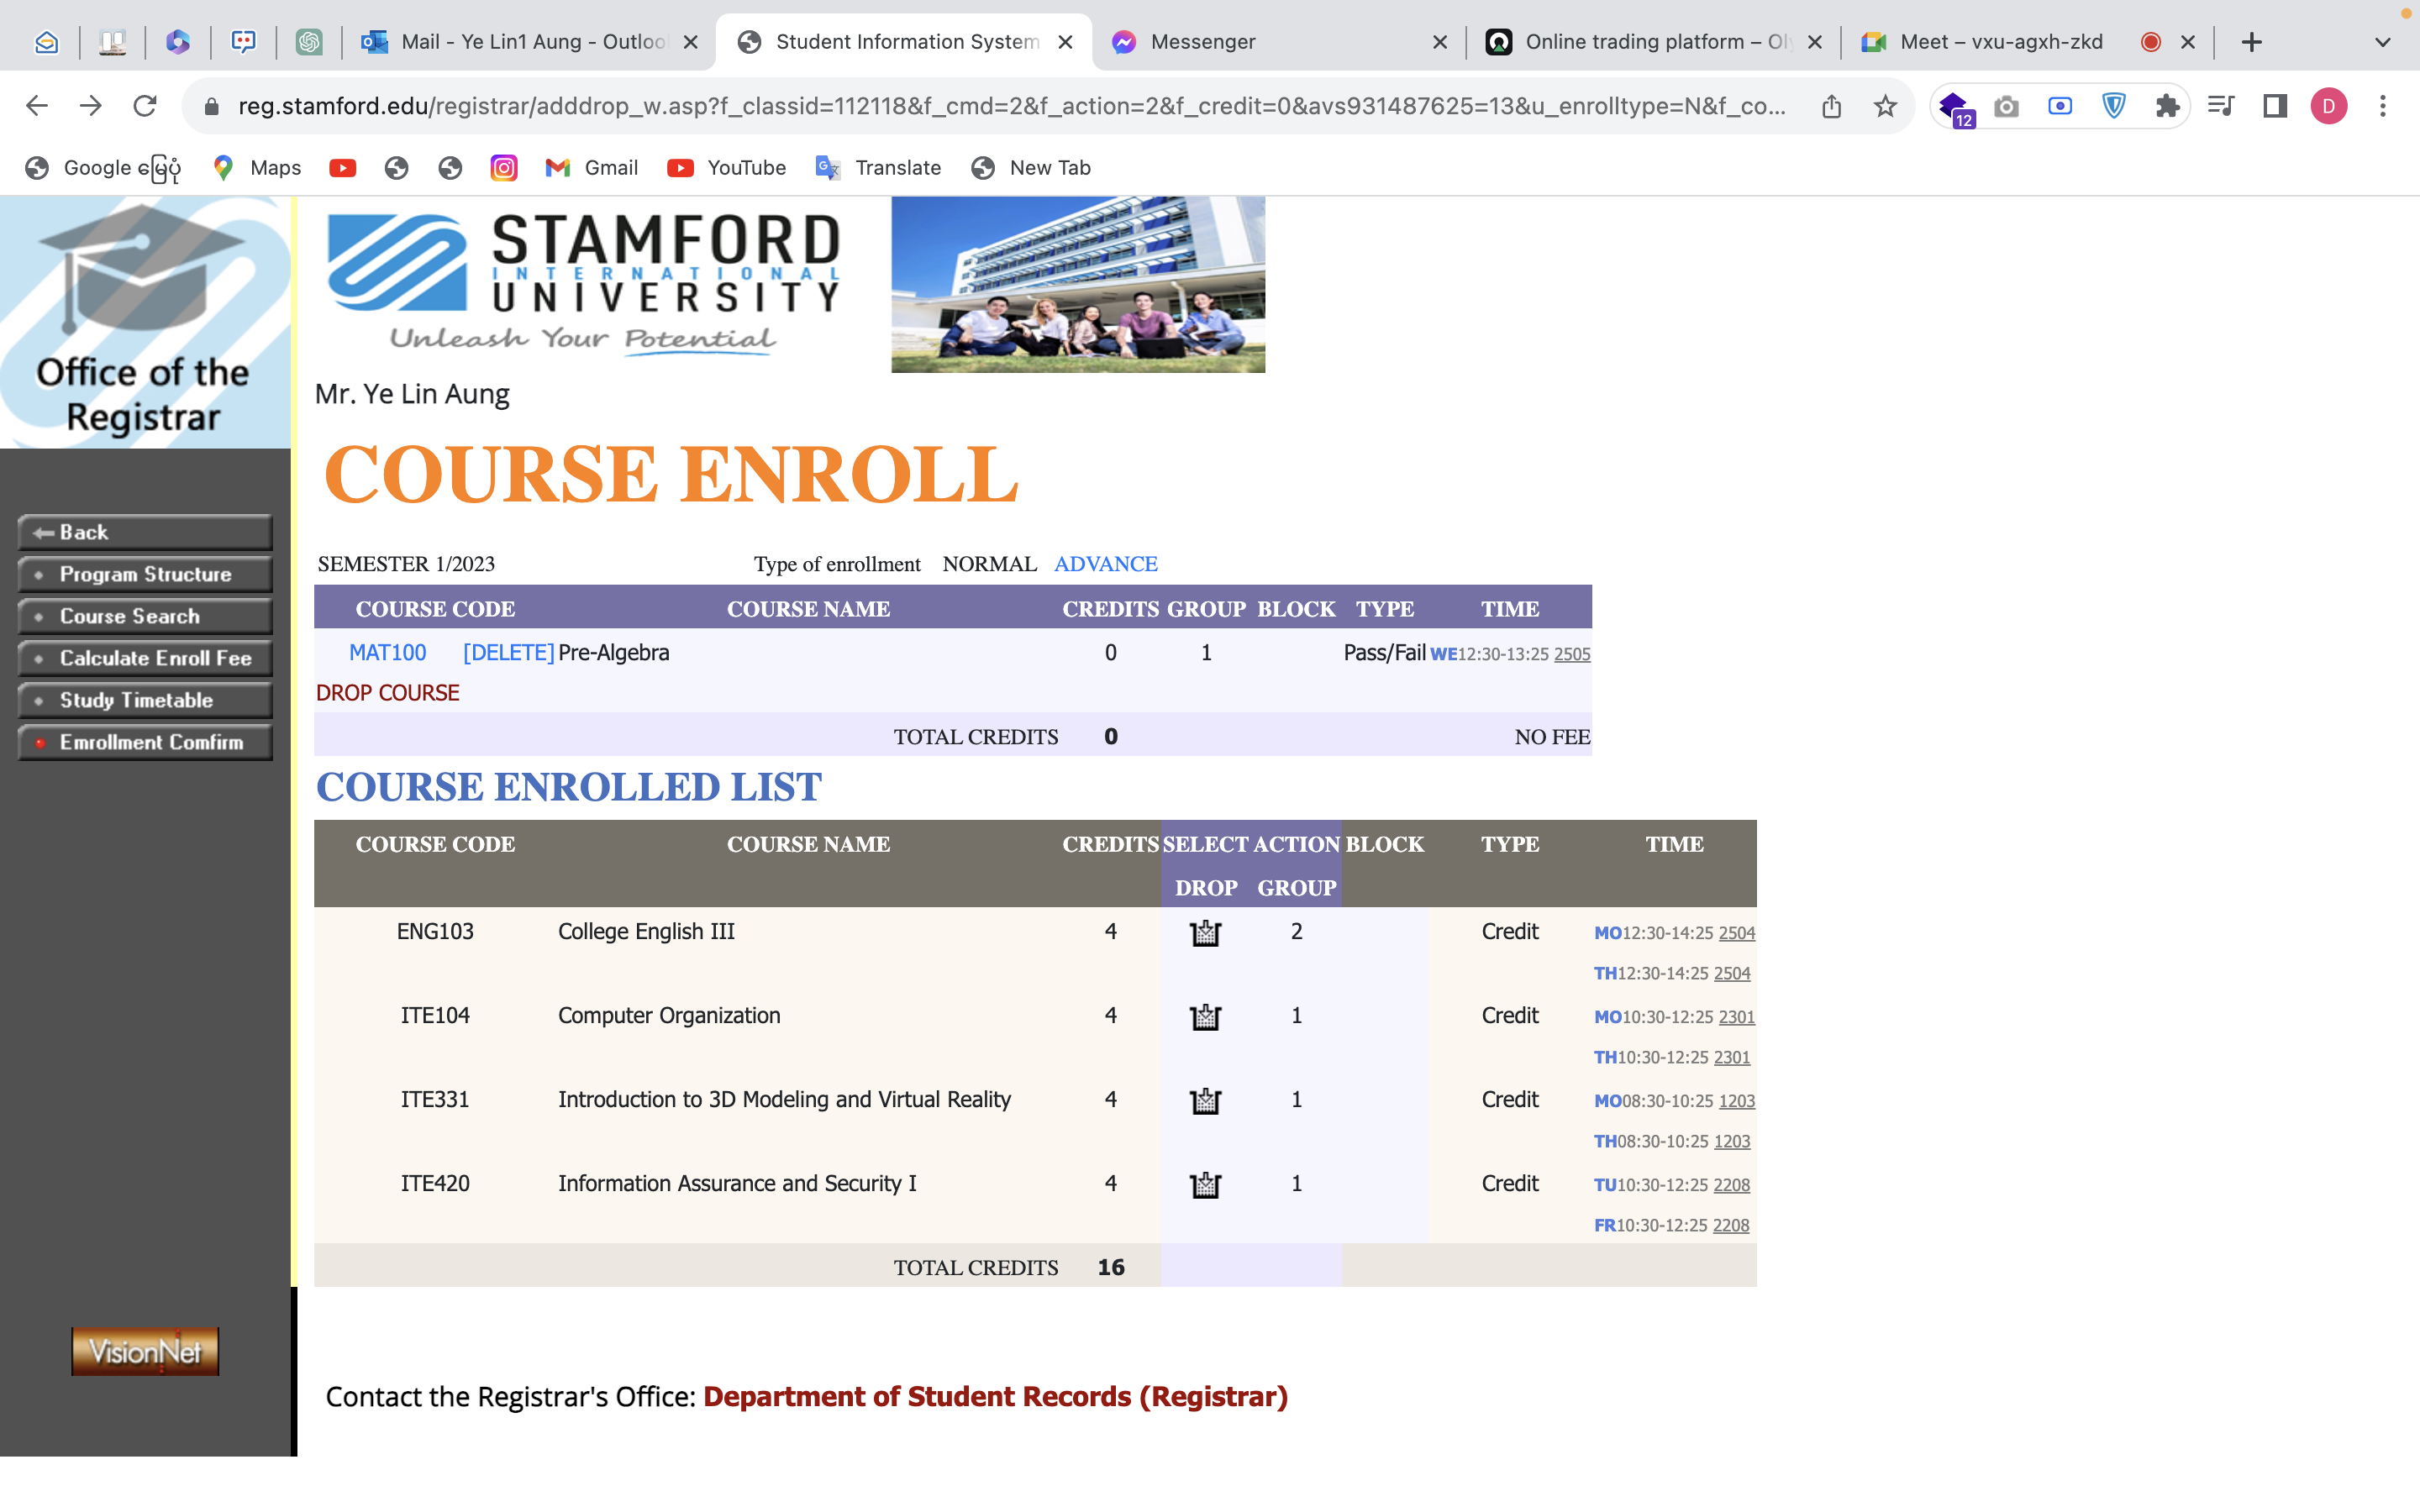 Mail - Ye Lin1 Aung - Outloo
Student Information System
Messenger
Online trading platform – Ol
Meet – vxu-agxh-zkd
reg.stamford.edu/registrar/adddrop_w.asp?f_classid=112118&f_cmd=2&f_action=2&f_credit=0&avs931487625=13&u_enrolltype=N&f_co...
12
D
Google မြေပုံ
Maps
Gmail
YouTube
Translate
New Tab
Office of the
Registrar
STAMFORD
INTERNATIONAL
UNIVERSITY
Unleash Your Potential
Mr. Ye Lin Aung
COURSE ENROLL
Back
Program Structure
Course Search
Calculate Enroll Fee
Study Timetable
Emrollment Comfirm
SEMESTER 1/2023 Type of enrollment NORMAL ADVANCE
COURSE CODE COURSE NAME CREDITS GROUP BLOCK TYPE TIME
MAT100 [DELETE] Pre-Algebra 0 1 Pass/Fail WE12:30-13:25 2505
DROP COURSE
TOTAL CREDITS 0 NO FEE
COURSE ENROLLED LIST
COURSE CODE COURSE NAME CREDITS SELECT ACTION BLOCK TYPE TIME
DROP GROUP
ENG103 College English III 4 2 Credit MO12:30-14:25 2504
TH12:30-14:25 2504
ITE104 Computer Organization 4 1 Credit MO10:30-12:25 2301
TH10:30-12:25 2301
ITE331 Introduction to 3D Modeling and Virtual Reality 4 1 Credit MO08:30-10:25 1203
TH08:30-10:25 1203
ITE420 Information Assurance and Security I 4 1 Credit TU10:30-12:25 2208
FR10:30-12:25 2208
TOTAL CREDITS 16
VisionNet
Contact the Registrar's Office: Department of Student Records (Registrar)